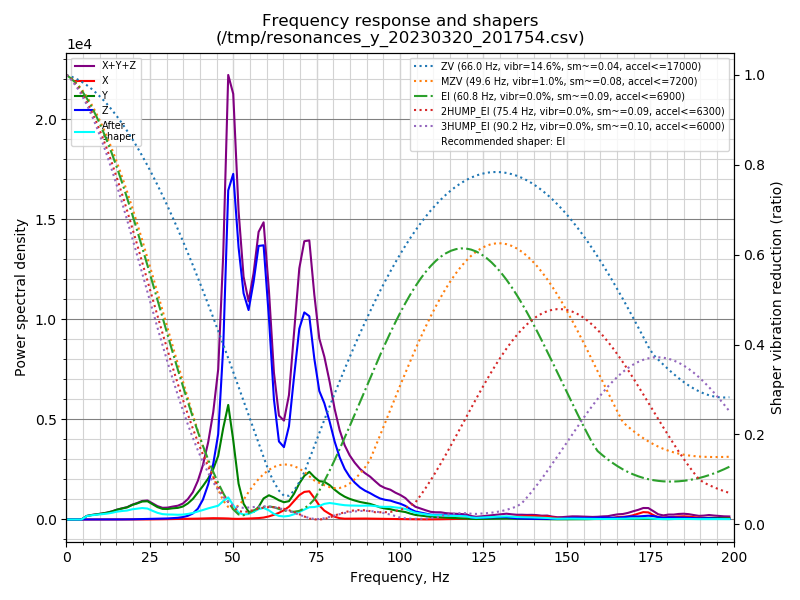 Frequency response and shapers
(/tmp/resonances_y_20230320_201754.csv)
1e4
X+Y+Z
X
Y
Z
After
shaper
ZV (66.0 Hz, vibr=14.6%, sm~=0.04, accel<=17000)
MZV (49.6 Hz, vibr=1.0%, sm~=0.08, accel<=7200)
EI (60.8 Hz, vibr=0.0%, sm~=0.09, accel<=6900)
2HUMP_EI (75.4 Hz, vibr=0.0%, sm~=0.09, accel<=6300)
3HUMP_EI (90.2 Hz, vibr=0.0%, sm~=0.10, accel<=6000)
Recommended shaper: EI
Power spectral density
2.0
1.5
1.0
0.5
0.0
1.0
0.8
0.6
0.4
0.2
0.0
Shaper vibration reduction (ratio)
0 25 50 75 100 125 150 175 200
Frequency, Hz